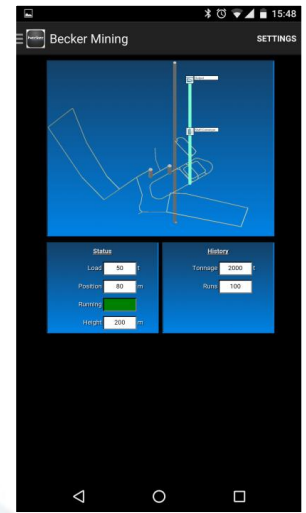 15:48
Becker Mining SETTINGS
Status History
Load 50 t Tonnage 2000 t
Position 80 m Runs 100
Running
Height 200 m